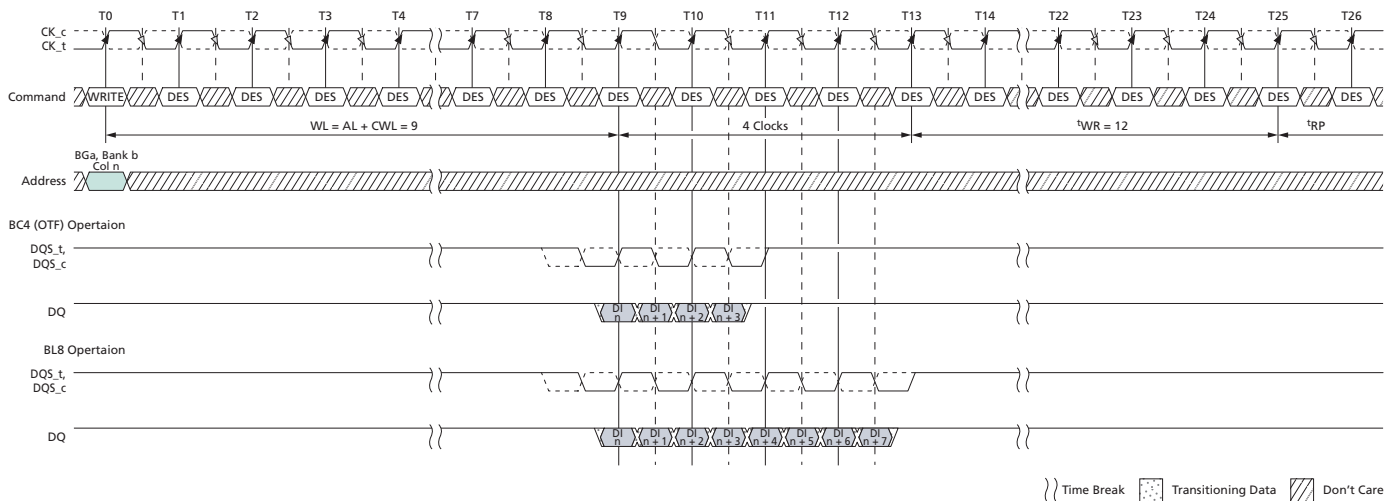 T0 T1 T2 T3 T4 T7 T8 T9 T10 T11 T12 T13 T14 T22 T23 T24 T25 T26
CK_c
CK_t
Command WRITE DES DES DES DES DES DES DES DES DES DES DES DES DES DES DES DES DES
WL = AL + CWL = 9 4 Clocks tWR = 12 tRP
BGa, Bank b
Col n
Address
BC4 (OTF) Opertaion
DQS_t,
DQS_c
DQ DI n DI n + 1 DI n + 2 DI n + 3
BL8 Opertaion
DQS_t,
DQS_c
DQ DI n DI n + 1 DI n + 2 DI n + 3 DI n + 4 DI n + 5 DI n + 6 DI n + 7
Time Break Transitioning Data Don't Care